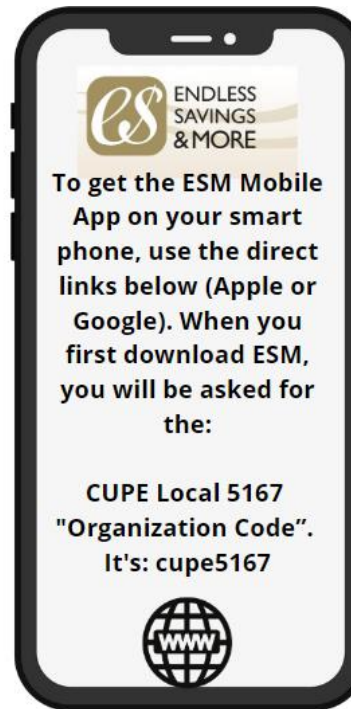 es ENDLESS
SAVINGS
& MORE
To get the ESM Mobile
App on your smart
phone, use the direct
links below (Apple or
Google). When you
first download ESM,
you will be asked for
the:
CUPE Local 5167
"Organization Code”.
It's: cupe5167
WWW